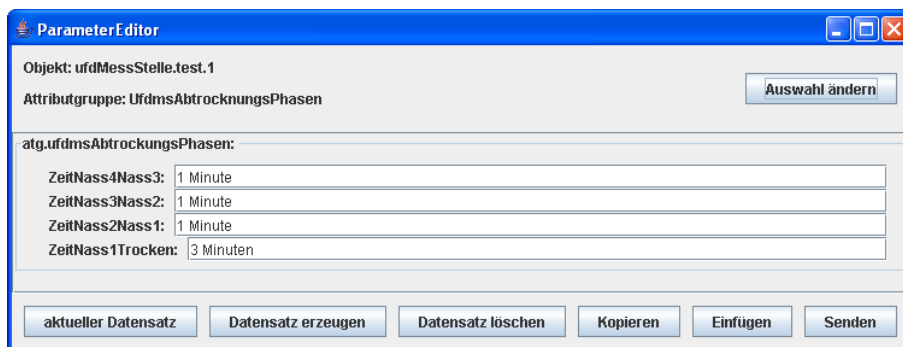 ParameterEditor
Objekt: ufdMessStelle.test.1
Auswahl ändern
Attributgruppe: UfdmsAbtrocknungsPhasen
atg.ufdmsAbtrockungsPhasen:
ZeitNass4Nass3: 1 Minute
ZeitNass3Nass2: 1 Minute
ZeitNass2Nass1: 1 Minute
ZeitNass1Trocken: 3 Minuten
aktueller Datensatz Datensatz erzeugen Datensatz löschen Kopieren Einfügen Senden